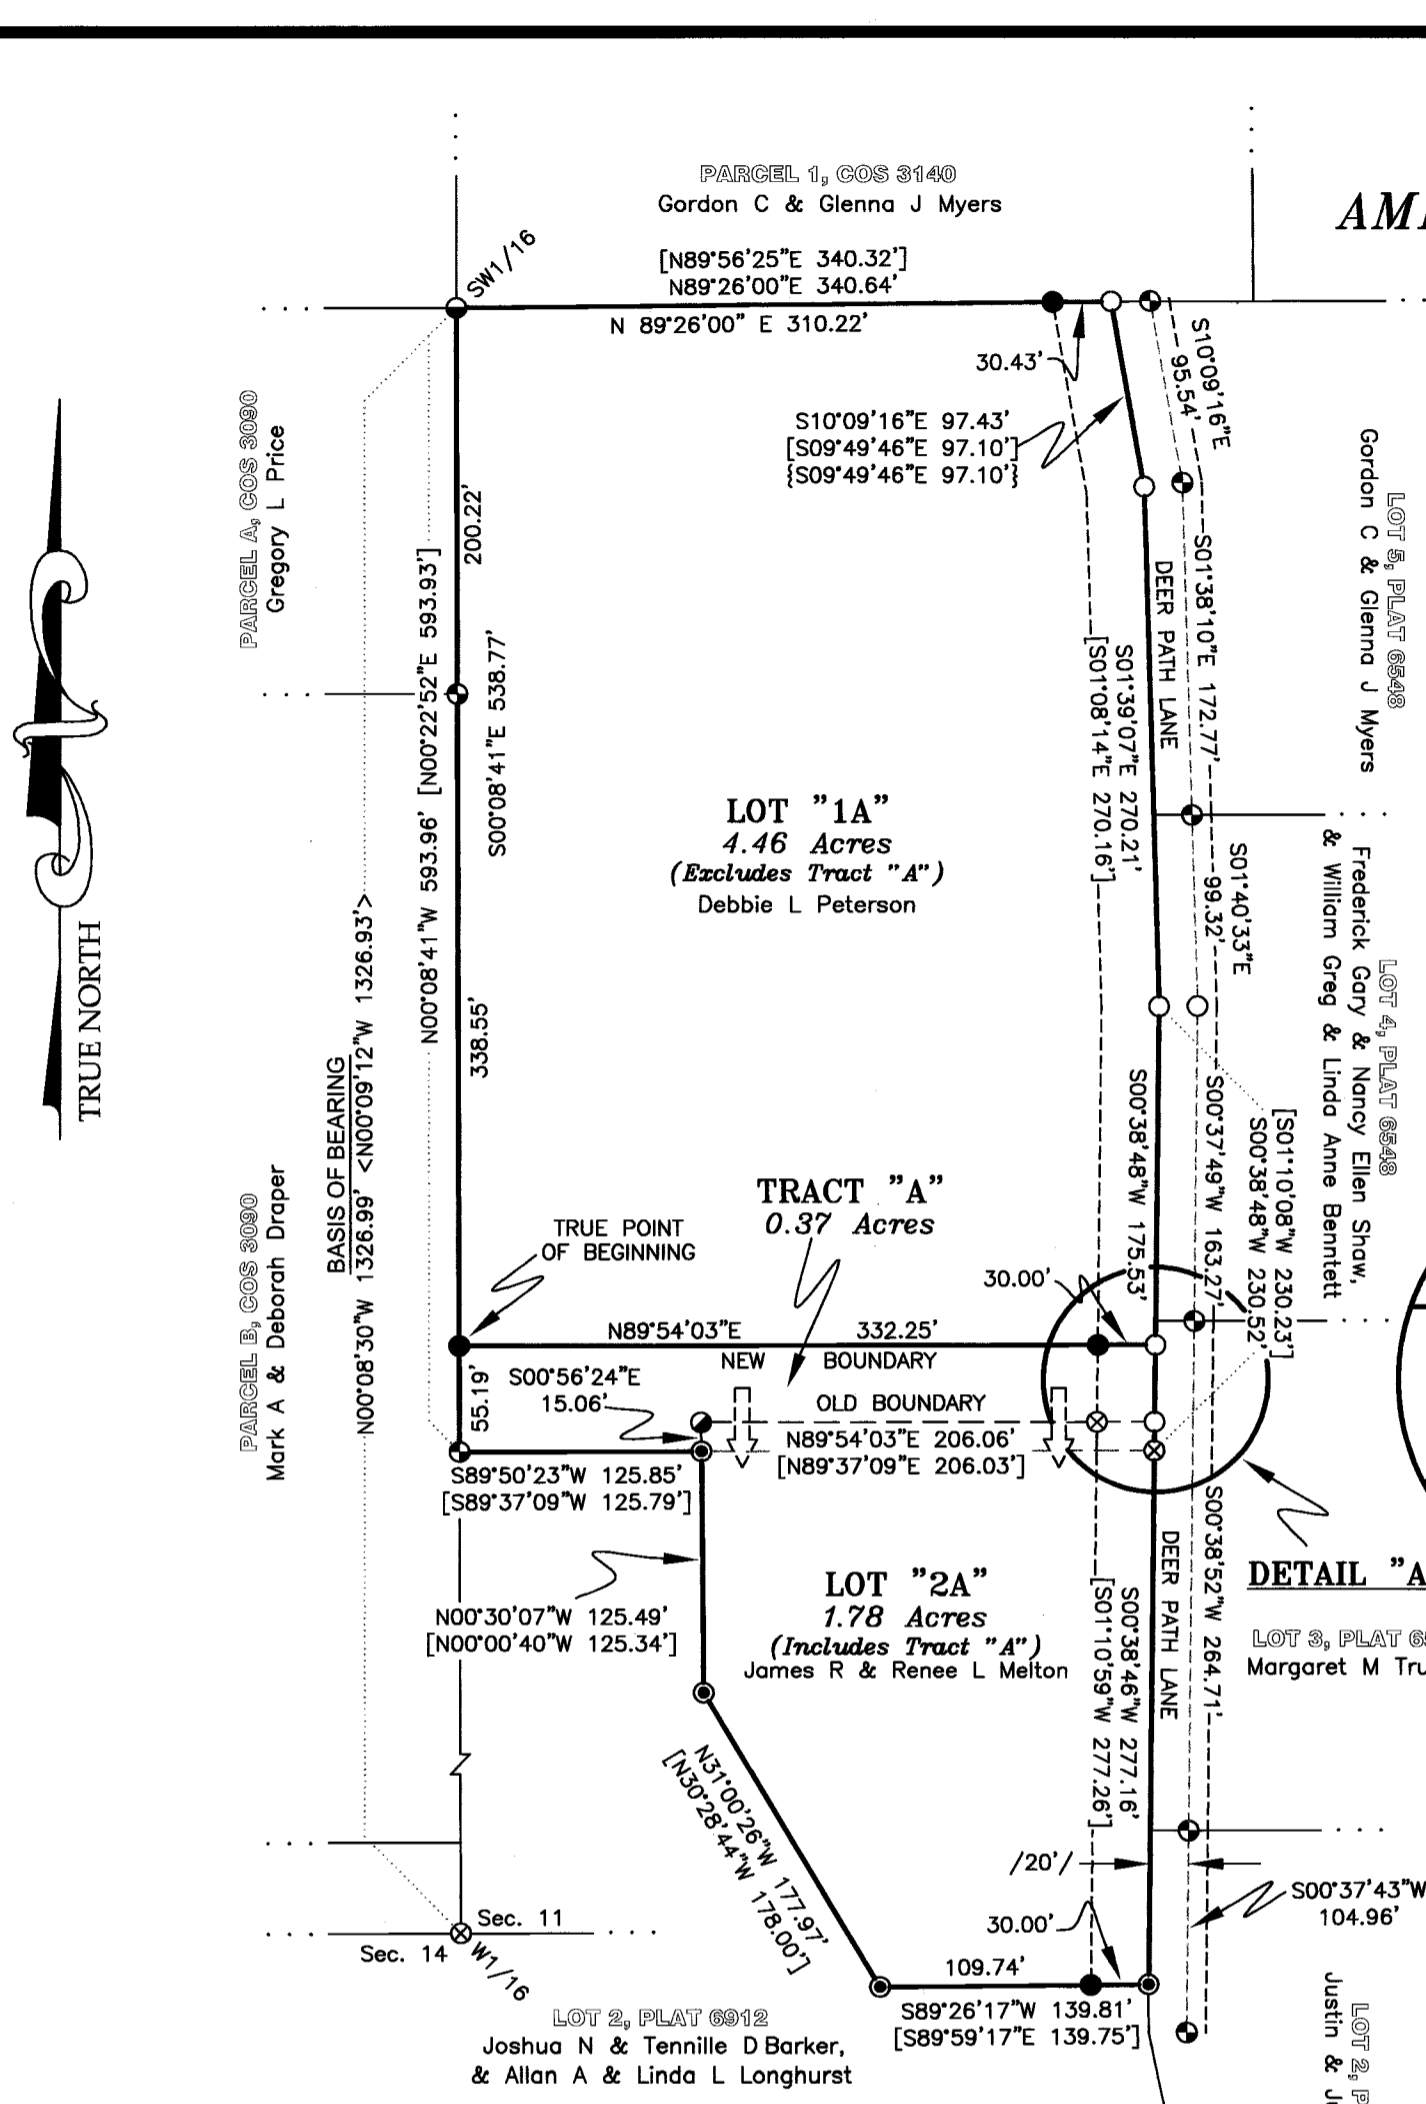 PARCEL 1, COS 3140
Gordon C & Glenna J Myers
AM
SW1/16
[N89°56'25"E 340.32']
N89°26'00"E 340.64'
N 89°26'00" E 310.22'
30.43'
S10°09'16"E 97.43'
[S09°49'46"E 97.10']
{S09°49'46"E 97.10'}
S10°09'16"E
95.54'
LOT 5, PLAT 6548
Gordon C & Glenna J Myers
PARCEL A, COS 3090
Gregory L Price
200.22'
N00°08'41"W 593.96' [N00°22'52"E 593.93']
S00°08'41"E 538.77'
DEER PATH LANE
S01°38'10"E 172.77'
S01°39'07"E 270.21'
[S01°08'14"E 270.16']
LOT "1A"
4.46 Acres
(Excludes Tract "A")
Debbie L Peterson
S01°40'33"E
99.32'
LOT 4, PLAT 6548
Frederick Gary & Nancy Ellen Shaw,
& William Greg & Linda Anne Benntett
TRUE NORTH
338.55'
BASIS OF BEARING
N00°08'30"W 1326.99' <N00°09'12"W 1326.93'>
PARCEL B, COS 3090
Mark A & Deborah Draper
S00°38'48"W 175.53'
S00°37'49"W 163.27'
[S01°10'08"W 230.23']
S00°38'48"W 230.52'
TRACT "A"
0.37 Acres
TRUE POINT
OF BEGINNING
30.00'
N89°54'03"E 332.25'
NEW BOUNDARY
55.19'
S00°56'24"E
15.06'
OLD BOUNDARY
N89°54'03"E 206.06'
[N89°37'09"E 206.03']
S89°50'23"W 125.85'
[S89°37'09"W 125.79']
DETAIL "A
N00°30'07"W 125.49'
[N00°00'40"W 125.34']
LOT "2A"
1.78 Acres
(Includes Tract "A")
James R & Renee L Melton
DEER PATH LANE
S00°38'52"W 264.71'
S00°38'46"W 277.16'
[S01°10'59"W 277.26']
LOT 3, PLAT 6
Margaret M Tru
N31°00'26"W 177.97'
[N30°28'44"W 178.00']
/20'/
S00°37'43"W
104.96'
30.00'
109.74'
S89°26'17"W 139.81'
[S89°59'17"E 139.75']
Sec. 11
Sec. 14
W1/16
LOT 2, PLAT 6912
Joshua N & Tennille D Barker,
& Allan A & Linda L Longhurst
LOT 2, P
Justin & J